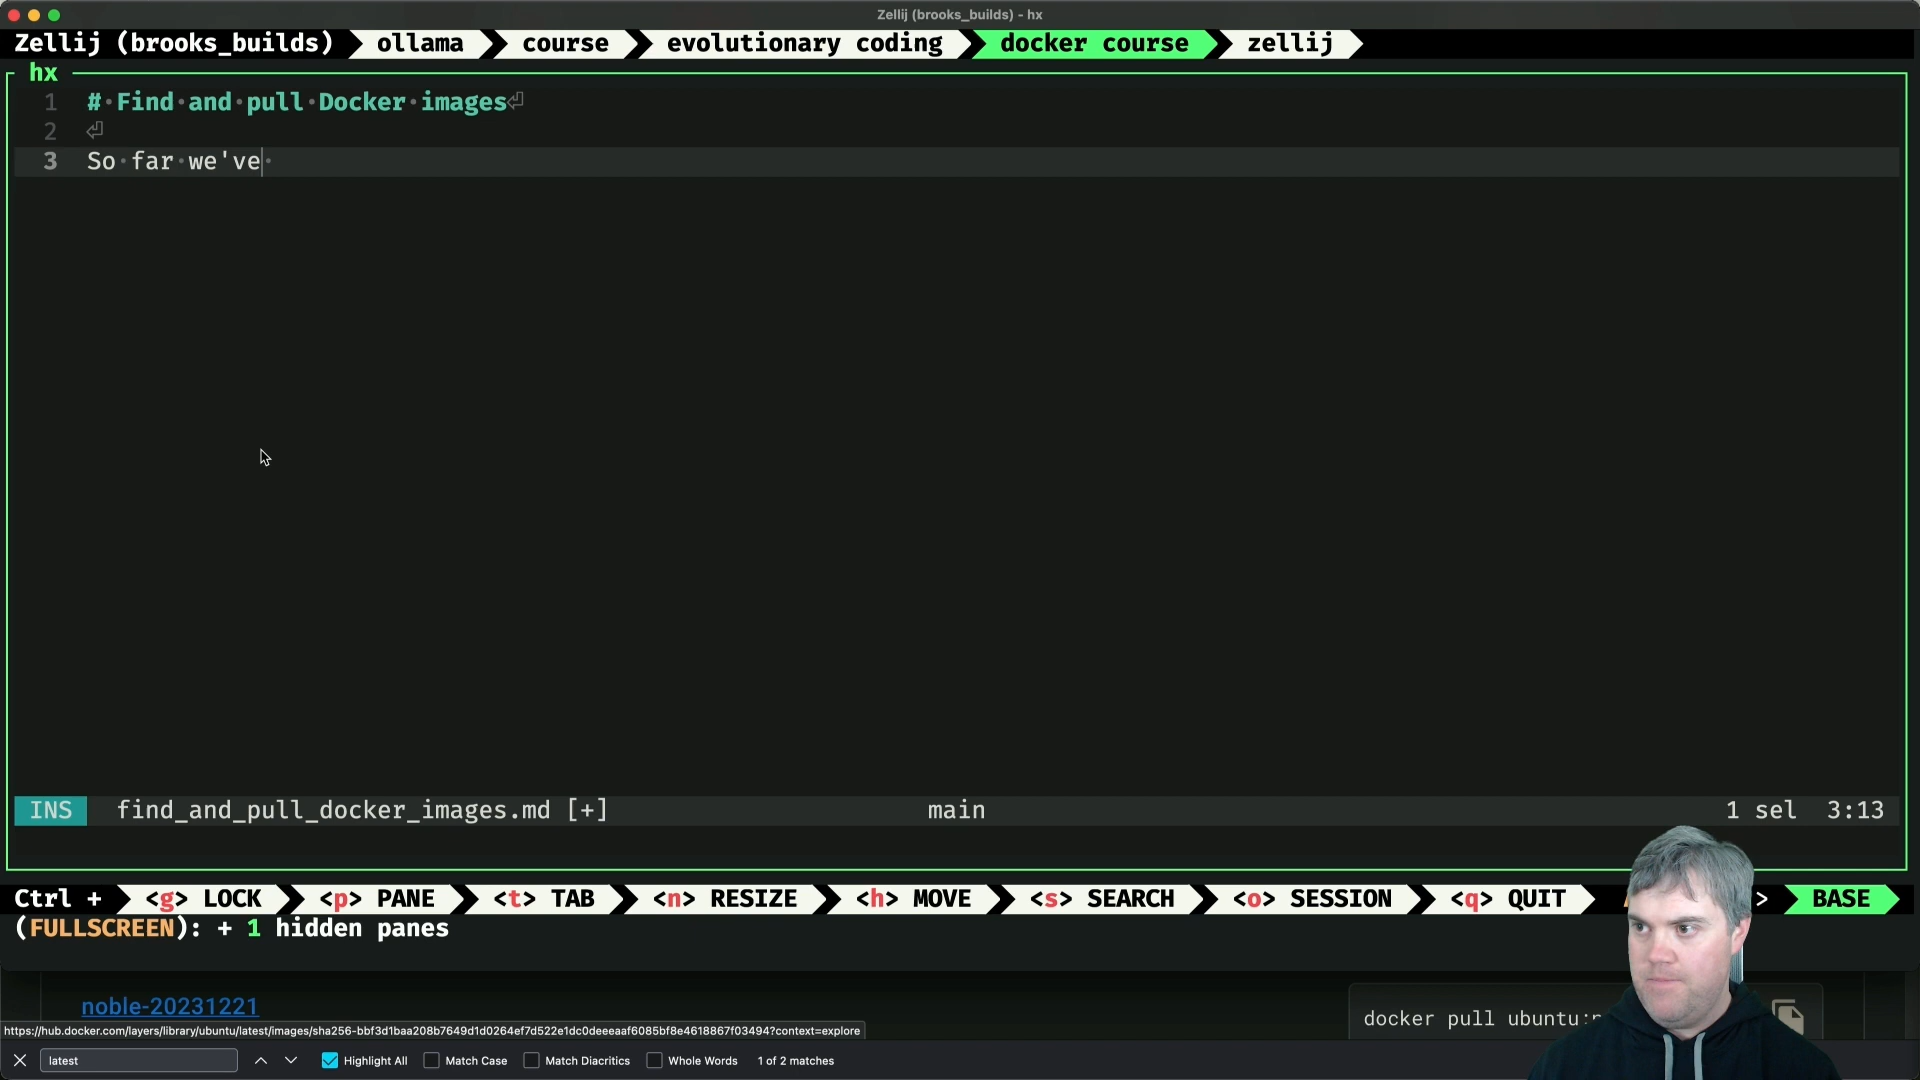 Zellij (brooks_builds) - hx
Zellij (brooks_builds) ollama course evolutionary coding docker course zellij
hx
1 # Find and pull Docker images
2
3 So far we've
INS find_and_pull_docker_images.md [+] main 1 sel 3:13
Ctrl + <g> LOCK <p> PANE <t> TAB <n> RESIZE <h> MOVE <s> SEARCH <o> SESSION <q> QUIT > BASE
(FULLSCREEN): + 1 hidden panes
noble-20231221
docker pull ubuntu:
https://hub.docker.com/layers/library/ubuntu/latest/images/sha256-bbf3d1baa208b7649d1d0264ef7d522e1dc0deeeaaf6085bf8e4618867f03494?context=explore
latest Highlight All Match Case Match Diacritics Whole Words 1 of 2 matches